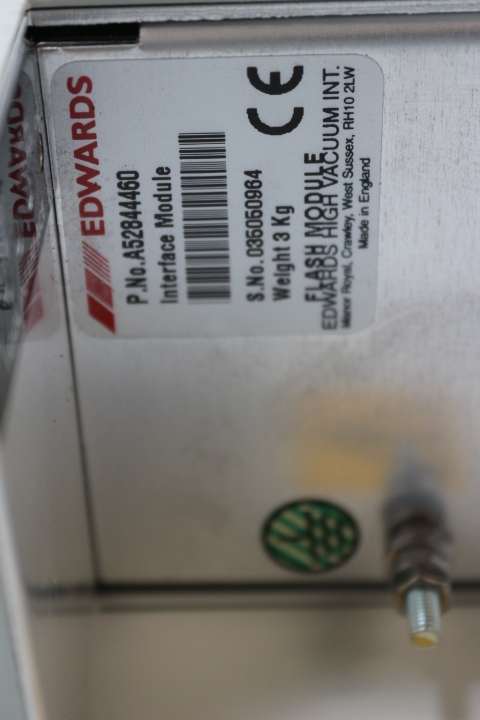 EDWARDS
P.No.A52844460
Interface Module
S.No.035050964
Weight 3 Kg
FLASH MODULE
EDWARDS HIGH VACUUM INT.
Manor Royal, Crawley, West Sussex, RH10 2LW
Made in England
CE
EDWARDS